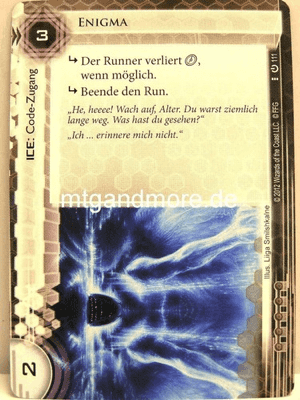 ENIGMA
3
ICE: Code-Zugang
↳ Der Runner verliert
wenn möglich.
↳ Beende den Run.
„He, heeee! Wach auf, Alter. Du warst ziemlich
lange weg. Was hast du gesehen?“
„Ich ... erinnere mich nicht.“
mtgandmore.de
2
Illus. Liiga Smilshkalne
© 2012 Wizards of the Coast LLC. © FFG
111